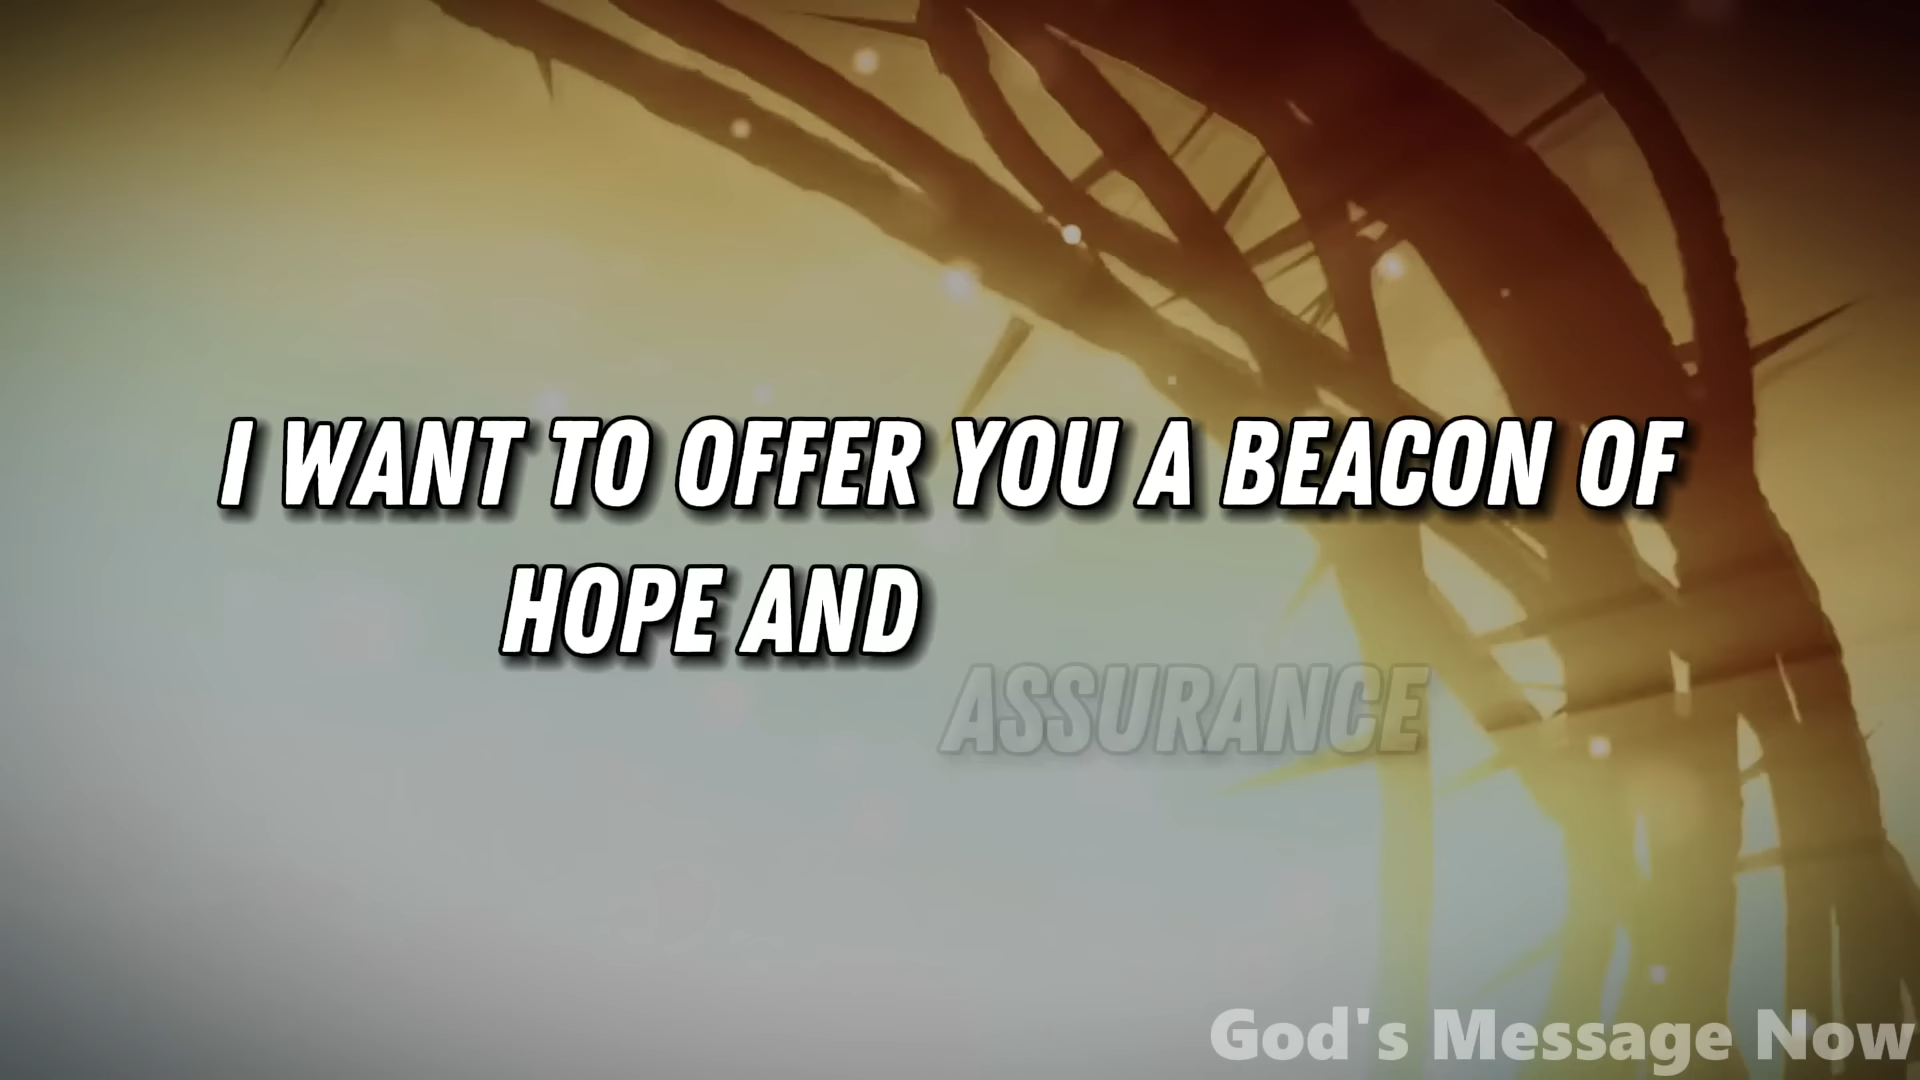 I WANT TO OFFER YOU A BEACON OF
HOPE AND
ASSURANCE
God's Message Now